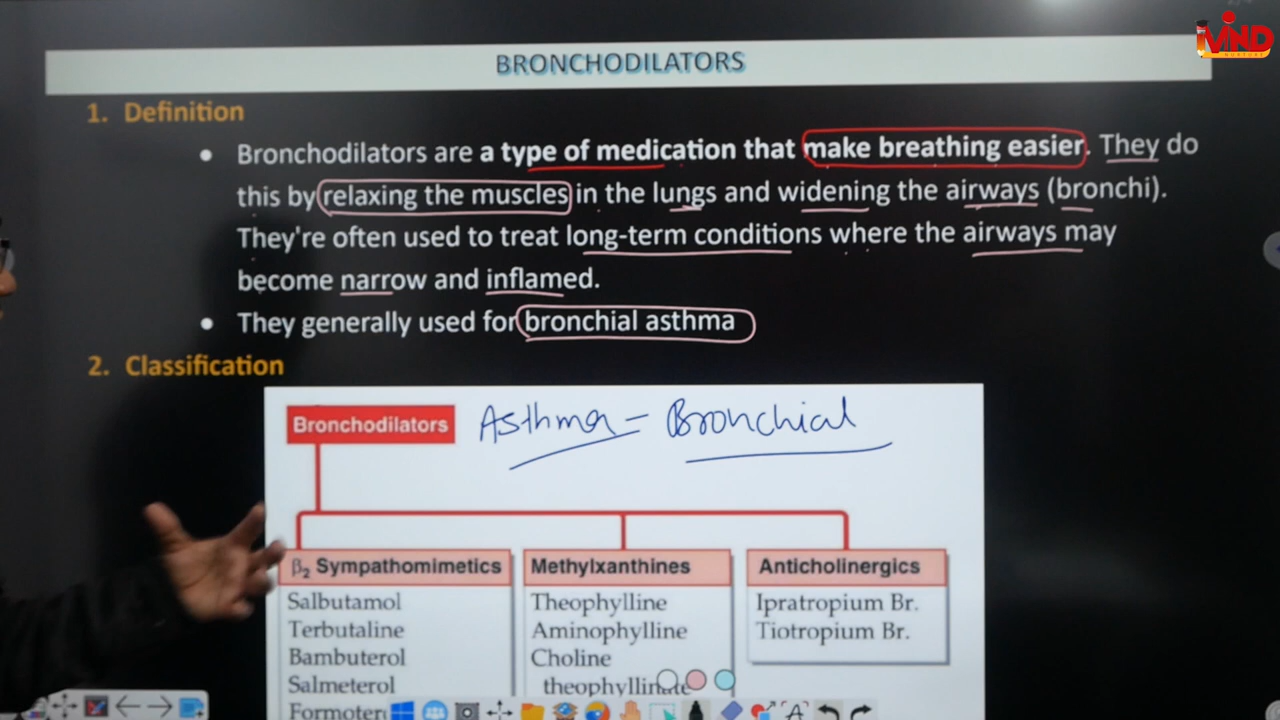 iMIND
BRONCHODILATORS
1. Definition
• Bronchodilators are a type of medication that make breathing easier. They do
this by relaxing the muscles in the lungs and widening the airways (bronchi).
They're often used to treat long-term conditions where the airways may
become narrow and inflamed.
• They generally used for bronchial asthma
2. Classification
Bronchodilators
Asthma = Bronchial
β₂ Sympathomimetics
Salbutamol
Terbutaline
Bambuterol
Salmeterol
Methylxanthines
Theophylline
Aminophylline
Choline
theophyllinate
Anticholinergics
Ipratropium Br.
Tiotropium Br.